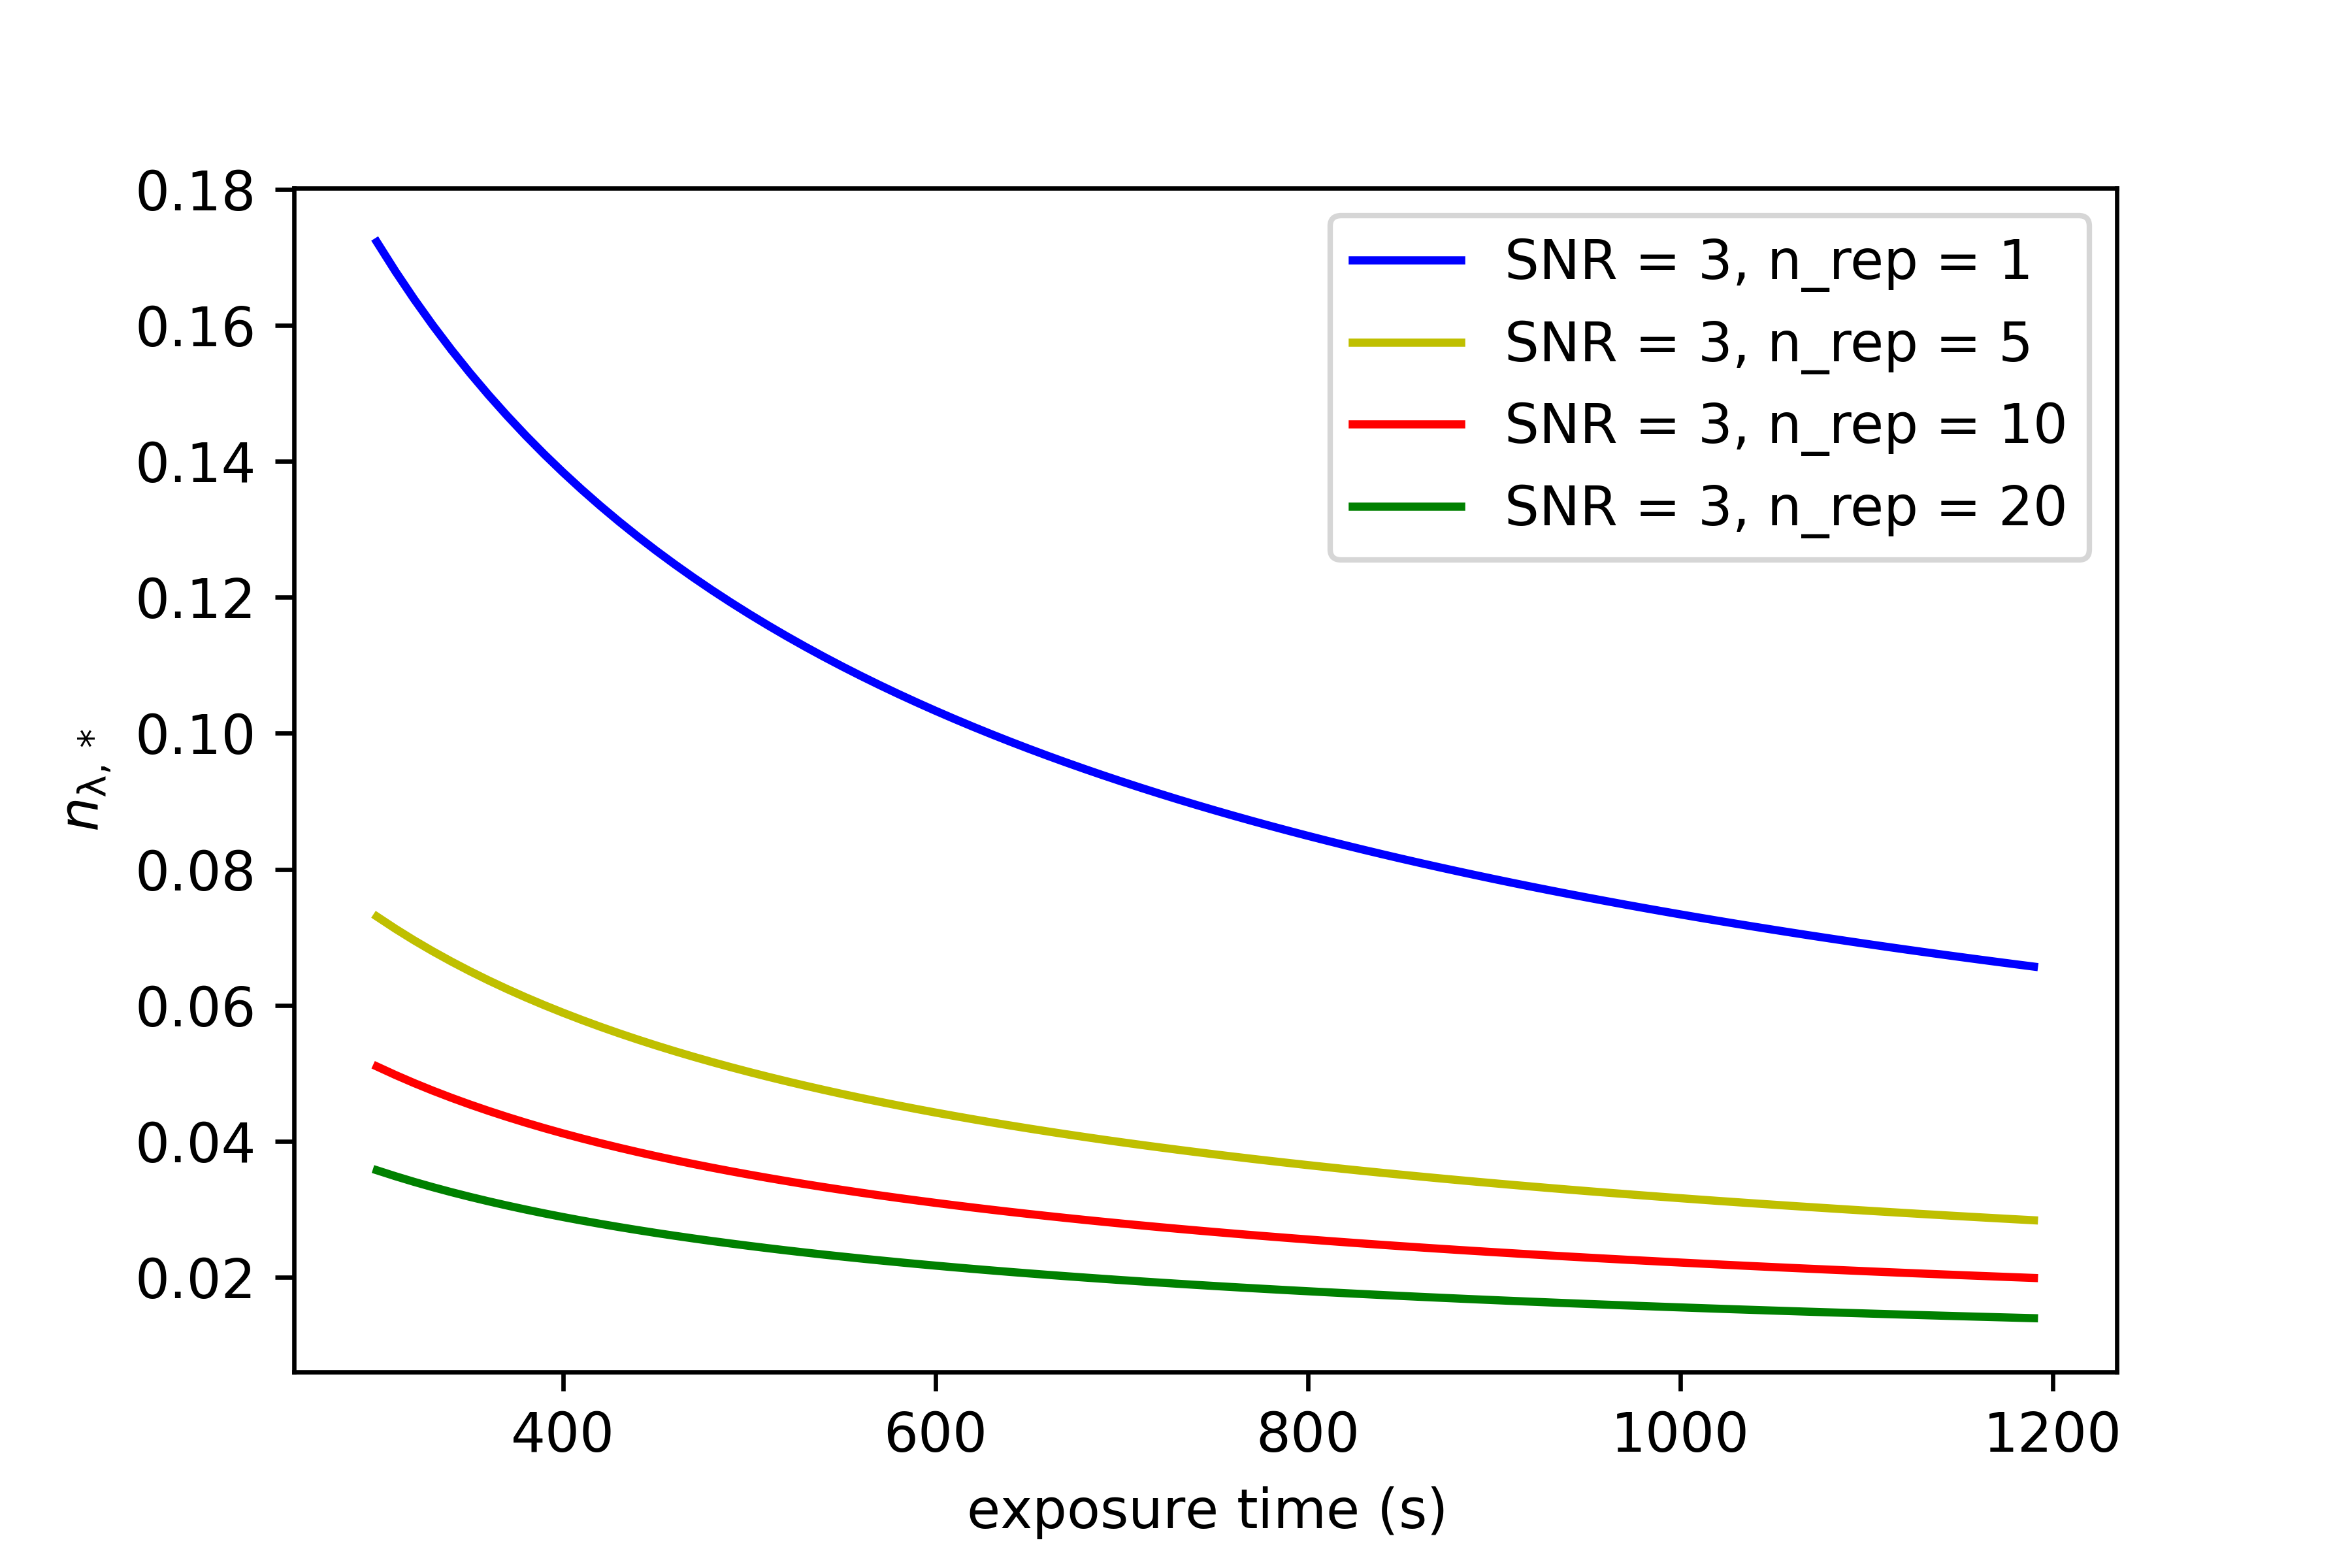 0.18
0.16
0.14
0.12
0.10
0.08
0.06
0.04
0.02
nλ,*
SNR = 3, n_rep = 1
SNR = 3, n_rep = 5
SNR = 3, n_rep = 10
SNR = 3, n_rep = 20
400 600 800 1000 1200
exposure time (s)